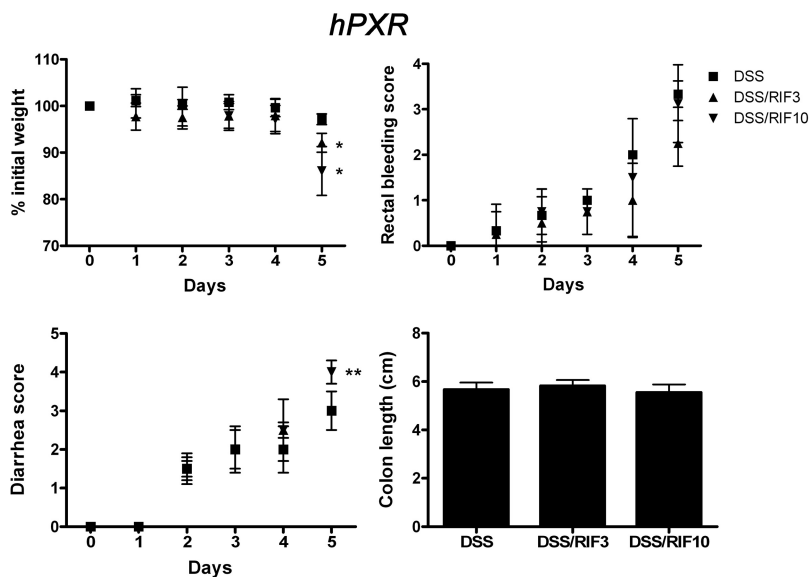 hPXR
% initial weight
110
100
90
80
70
*
*
0 1 2 3 4 5
Days
Rectal bleeding score
4
3
2
1
0
0 1 2 3 4 5
Days
DSS
DSS/RIF3
DSS/RIF10
Diarrhea score
5
4
3
2
1
0
**
0 1 2 3 4 5
Days
Colon length (cm)
8
6
4
2
0
DSS DSS/RIF3 DSS/RIF10